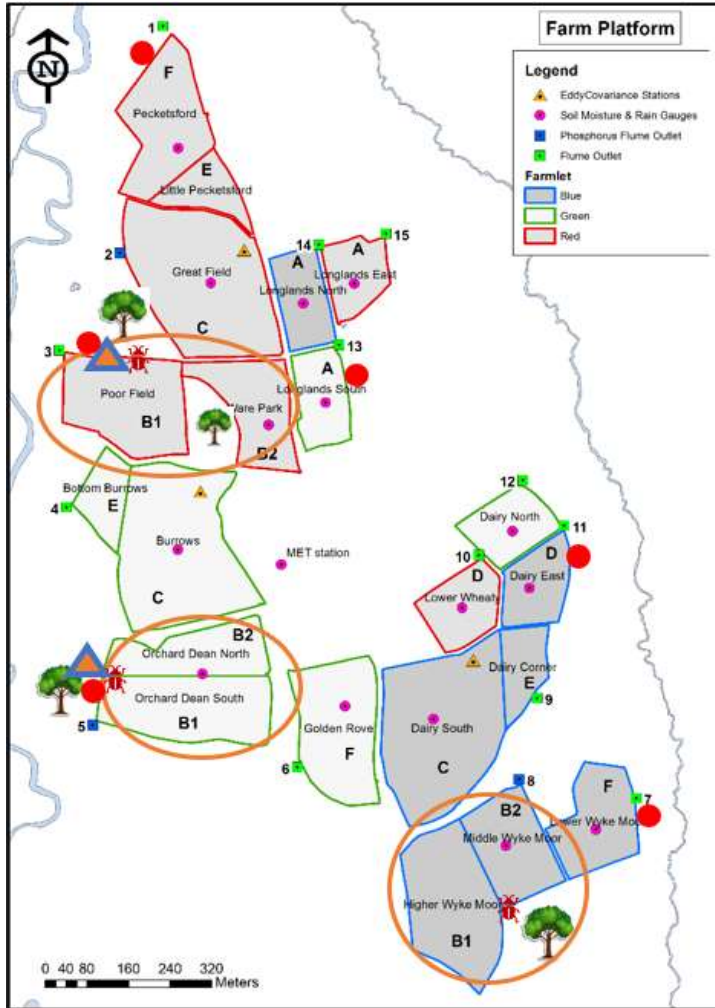 Farm Platform
Legend
EddyCovariance Stations
Soil Moisture & Rain Gauges
Phosphorus Flume Outlet
Flume Outlet
Farmlet
Blue
Green
Red
N
1
F
Pecketsford
E
Little Pecketsford
2
Great Field
C
14
A
Longlands North
15
A
Longlands East
3
Poor Field
B1
Ware Park
B2
13
A
Longlands South
4
Bottom Burrows
E
Burrows
C
MET station
12
Dairy North
11
10
D
Lower Wheaty
D
Dairy East
B2
Orchard Dean North
Orchard Dean South
B1
5
Golden Rove
F
6
Dairy Corner
E
9
Dairy South
C
8
B2
Middle Wyke Moor
F
7
Lower Wyke Moor
Higher Wyke Moor
B1
0 40 80 160 240 320
Meters